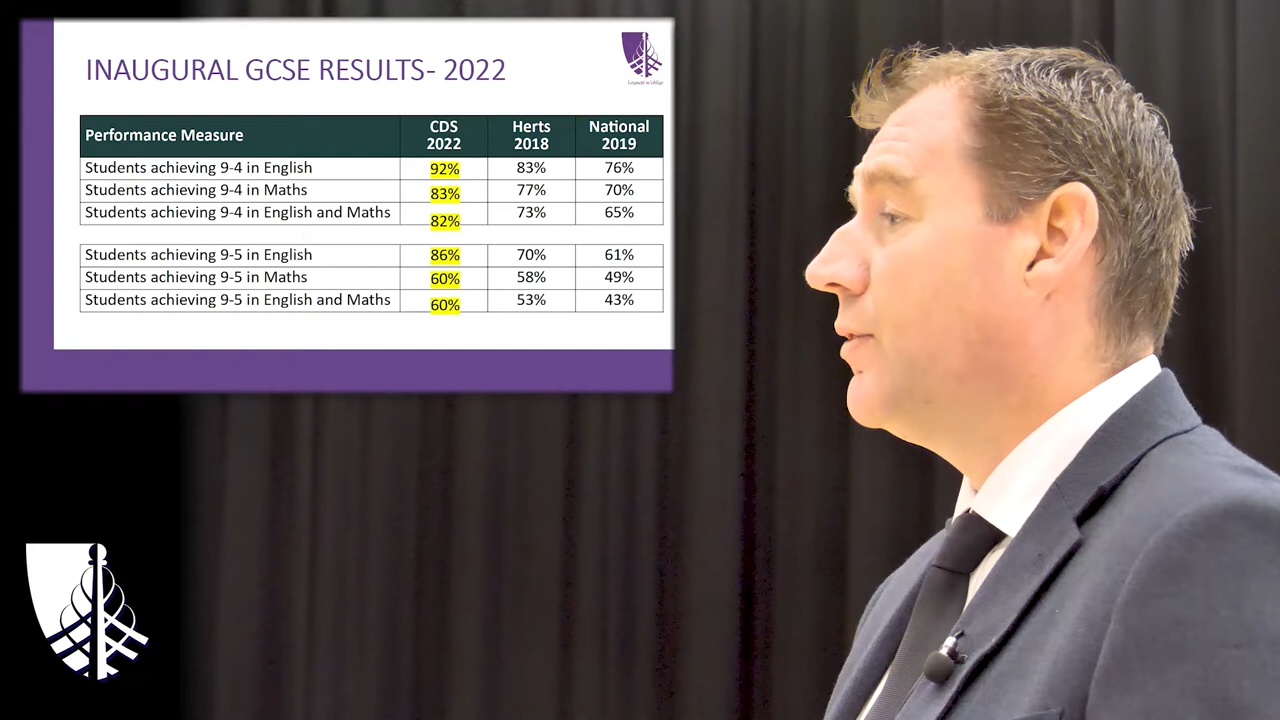 INAUGURAL GCSE RESULTS- 2022
Performance Measure CDS 2022 Herts 2018 National 2019
Students achieving 9-4 in English 92% 83% 76%
Students achieving 9-4 in Maths 83% 77% 70%
Students achieving 9-4 in English and Maths 82% 73% 65%
Students achieving 9-5 in English 86% 70% 61%
Students achieving 9-5 in Maths 60% 58% 49%
Students achieving 9-5 in English and Maths 60% 53% 43%